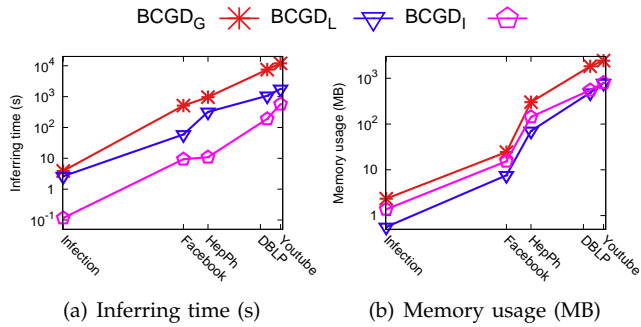 BCGD_G BCGD_L BCGD_I
Inferring time (s)
10^4
10^3
10^2
10
1
10^-1
Infection
Facebook
HepPh
DBLP
Youtube
(a) Inferring time (s)
Memory usage (MB)
10^3
10^2
10
1
Infection
Facebook
HepPh
DBLP
Youtube
(b) Memory usage (MB)